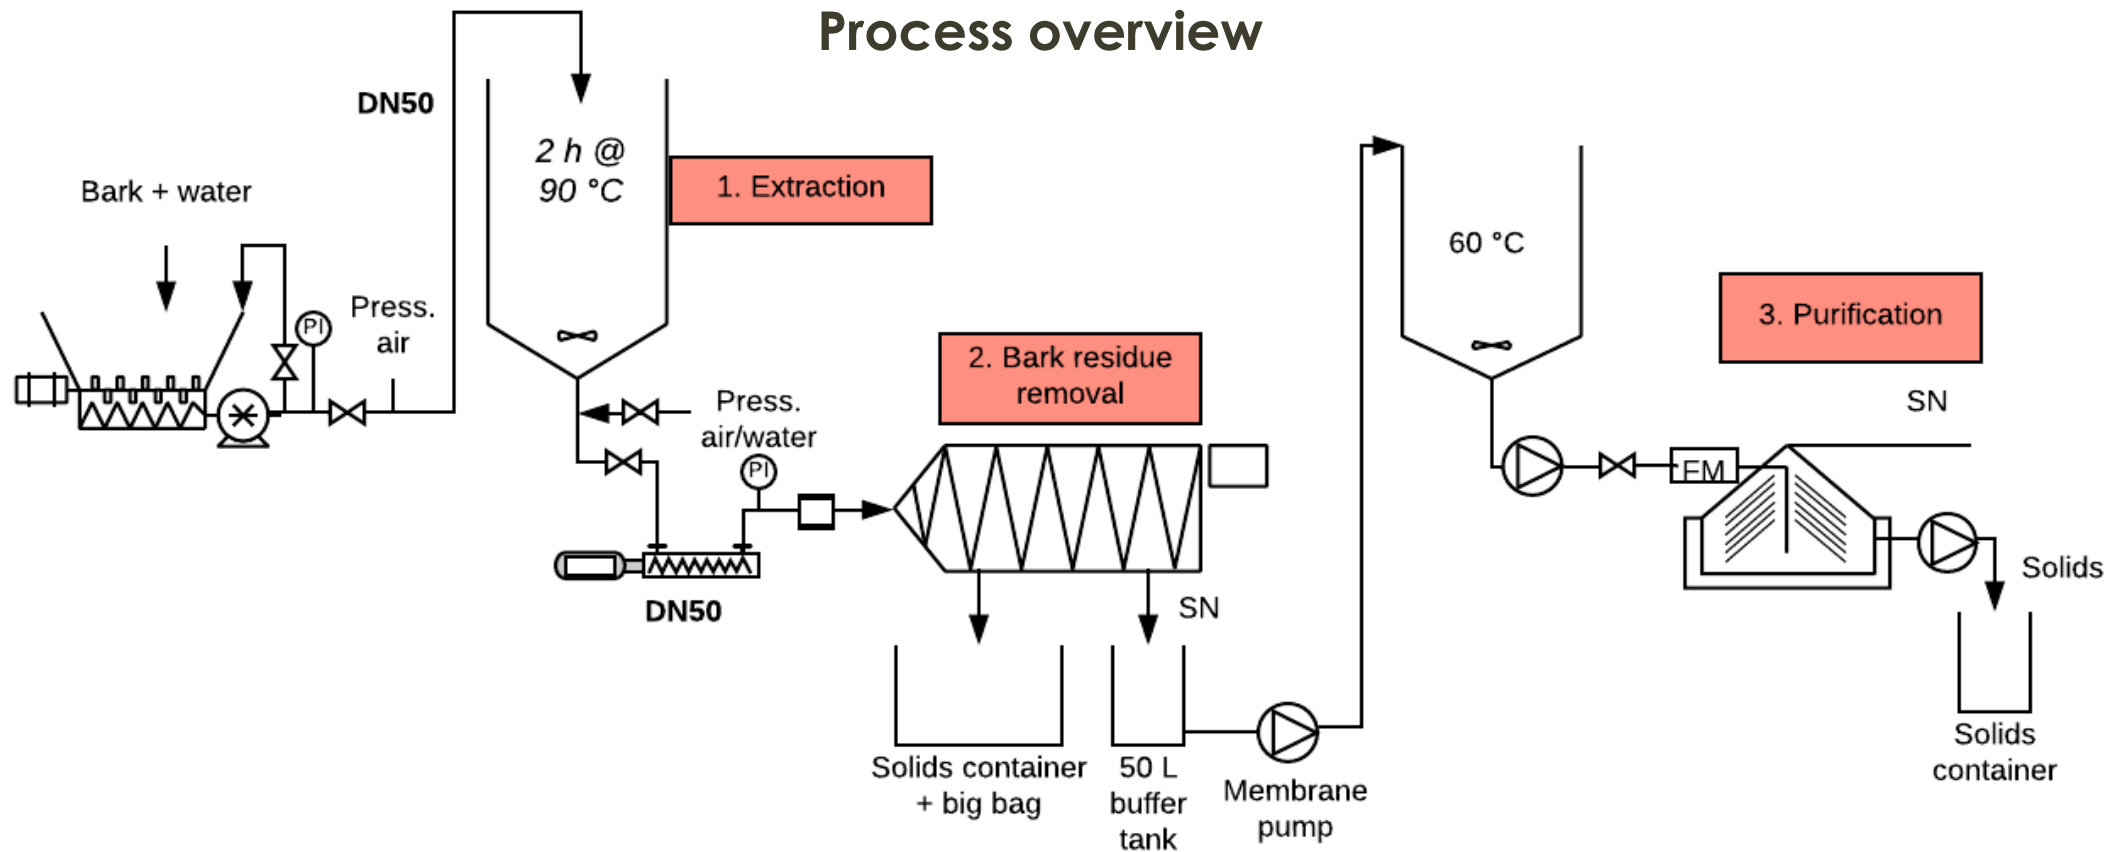 Process overview
DN50
2 h @
90 °C
1. Extraction
Bark + water
PI
Press.
air
60 °C
3. Purification
2. Bark residue
removal
Press.
air/water
PI
SN
FM
DN50
SN
Solids
Solids container
+ big bag
50 L
buffer
tank
Membrane
pump
Solids
container